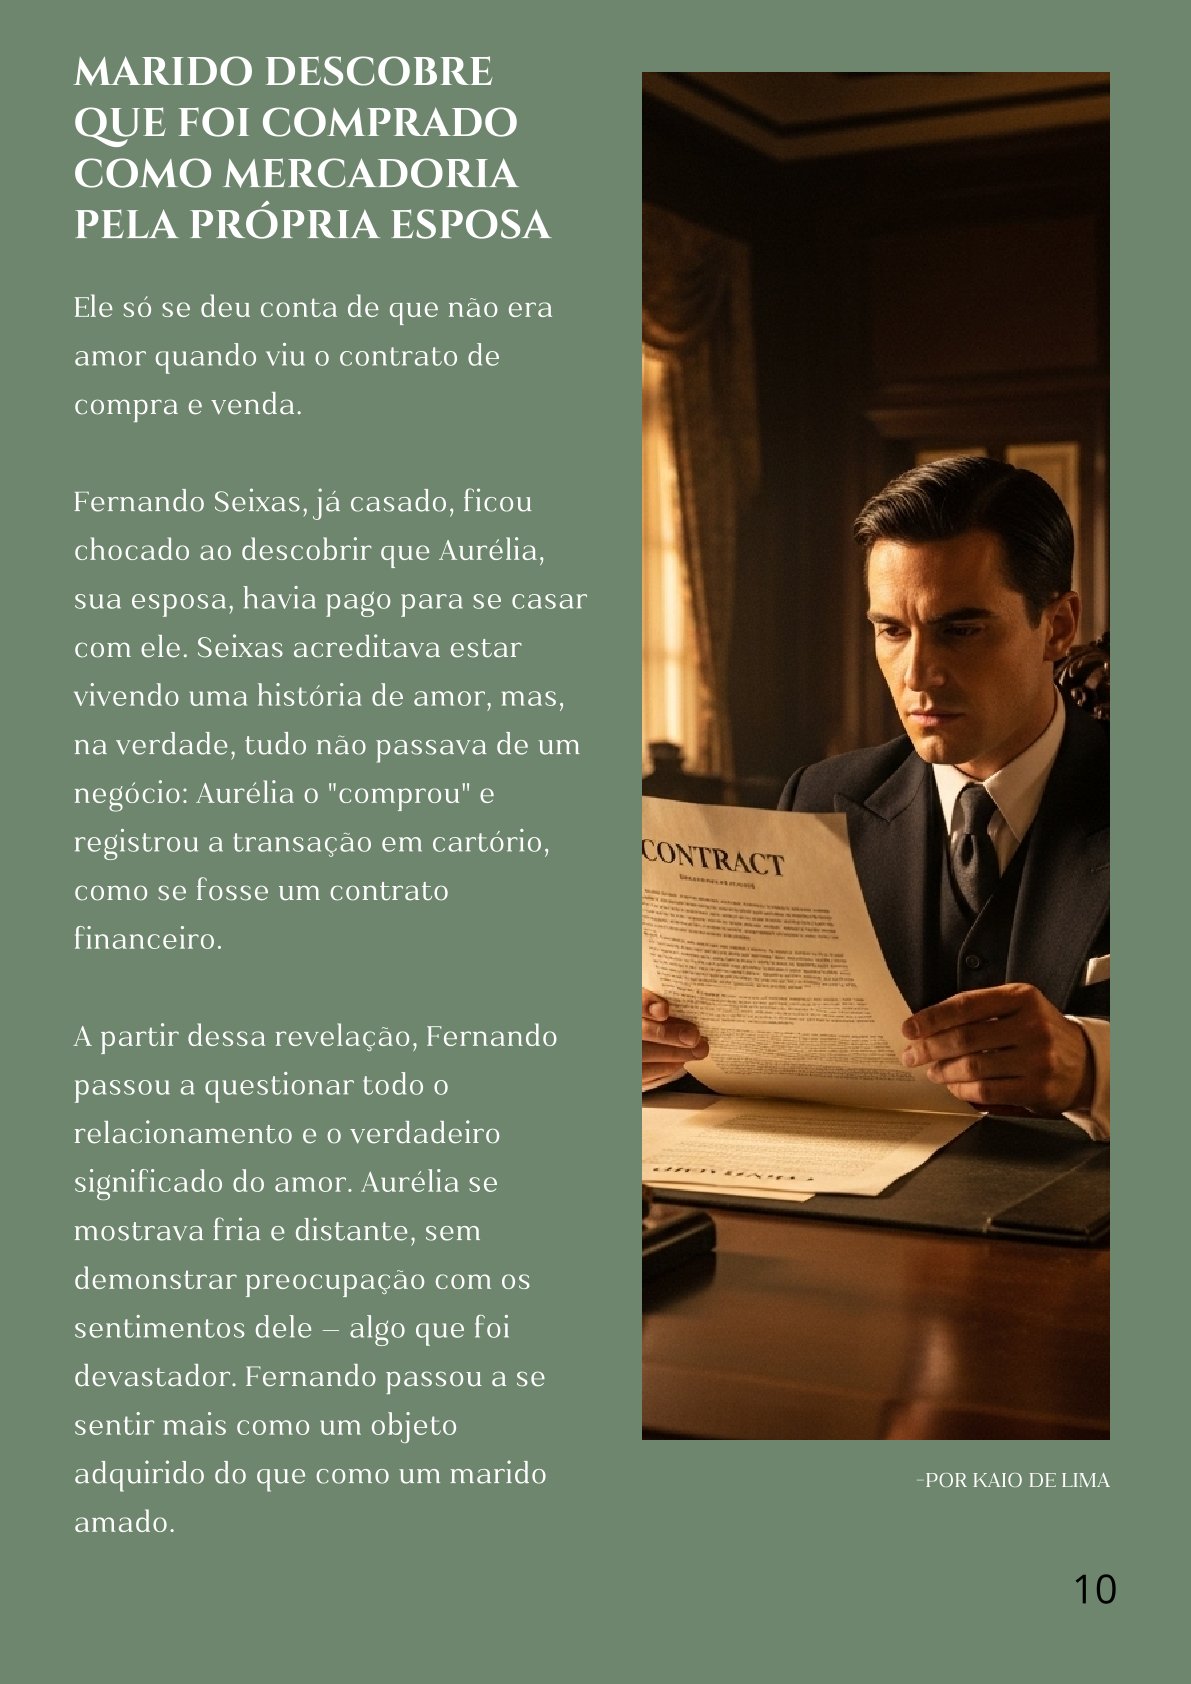 MARIDO DESCOBRE
QUE FOI COMPRADO
COMO MERCADORIA
PELA PRÓPRIA ESPOSA
Ele só se deu conta de que não era
amor quando viu o contrato de
compra e venda.
Fernando Seixas, já casado, ficou
chocado ao descobrir que Aurélia,
sua esposa, havia pago para se casar
com ele. Seixas acreditava estar
vivendo uma história de amor, mas,
na verdade, tudo não passava de um
negócio: Aurélia o "comprou" e
registrou a transação em cartório,
como se fosse um contrato
financeiro.
A partir dessa revelação, Fernando
passou a questionar todo o
relacionamento e o verdadeiro
significado do amor. Aurélia se
mostrava fria e distante, sem
demonstrar preocupação com os
sentimentos dele – algo que foi
devastador. Fernando passou a se
sentir mais como um objeto
adquirido do que como um marido
amado.
CONTRACT
-POR KAIO DE LIMA
10